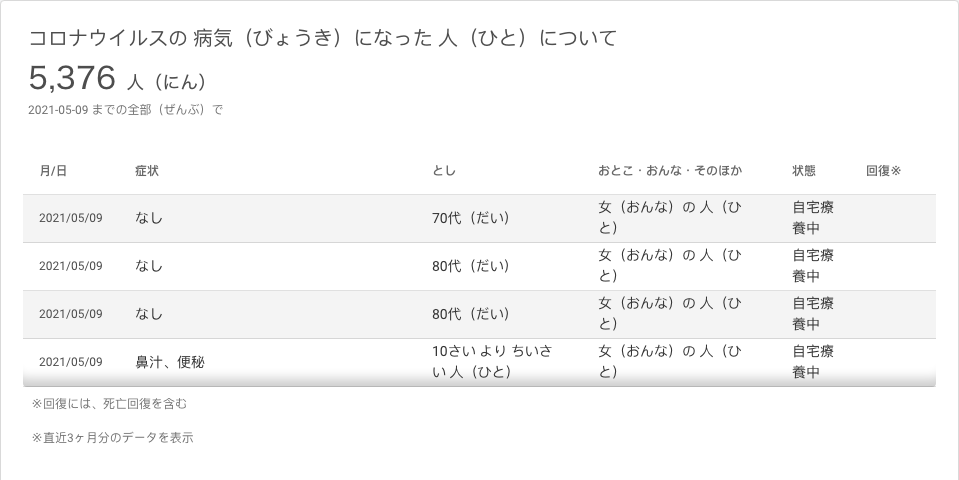 コロナウイルスの 病気（びょうき）になった 人（ひと）について
5,376 人（にん）
2021-05-09 までの全部（ぜんぶ）で
月/日 症状 とし おとこ・おんな・そのほか 状態 回復※
2021/05/09 なし 70代（だい） 女（おんな）の 人（ひ 自宅療
と） 養中
2021/05/09 なし 80代（だい） 女（おんな）の 人（ひ 自宅療
と） 養中
2021/05/09 なし 80代（だい） 女（おんな）の 人（ひ 自宅療
と） 養中
2021/05/09 鼻汁、便秘 10さい より ちいさ 女（おんな）の 人（ひ 自宅療
い 人（ひと） と） 養中
※回復には、死亡回復を含む
※直近3ヶ月分のデータを表示